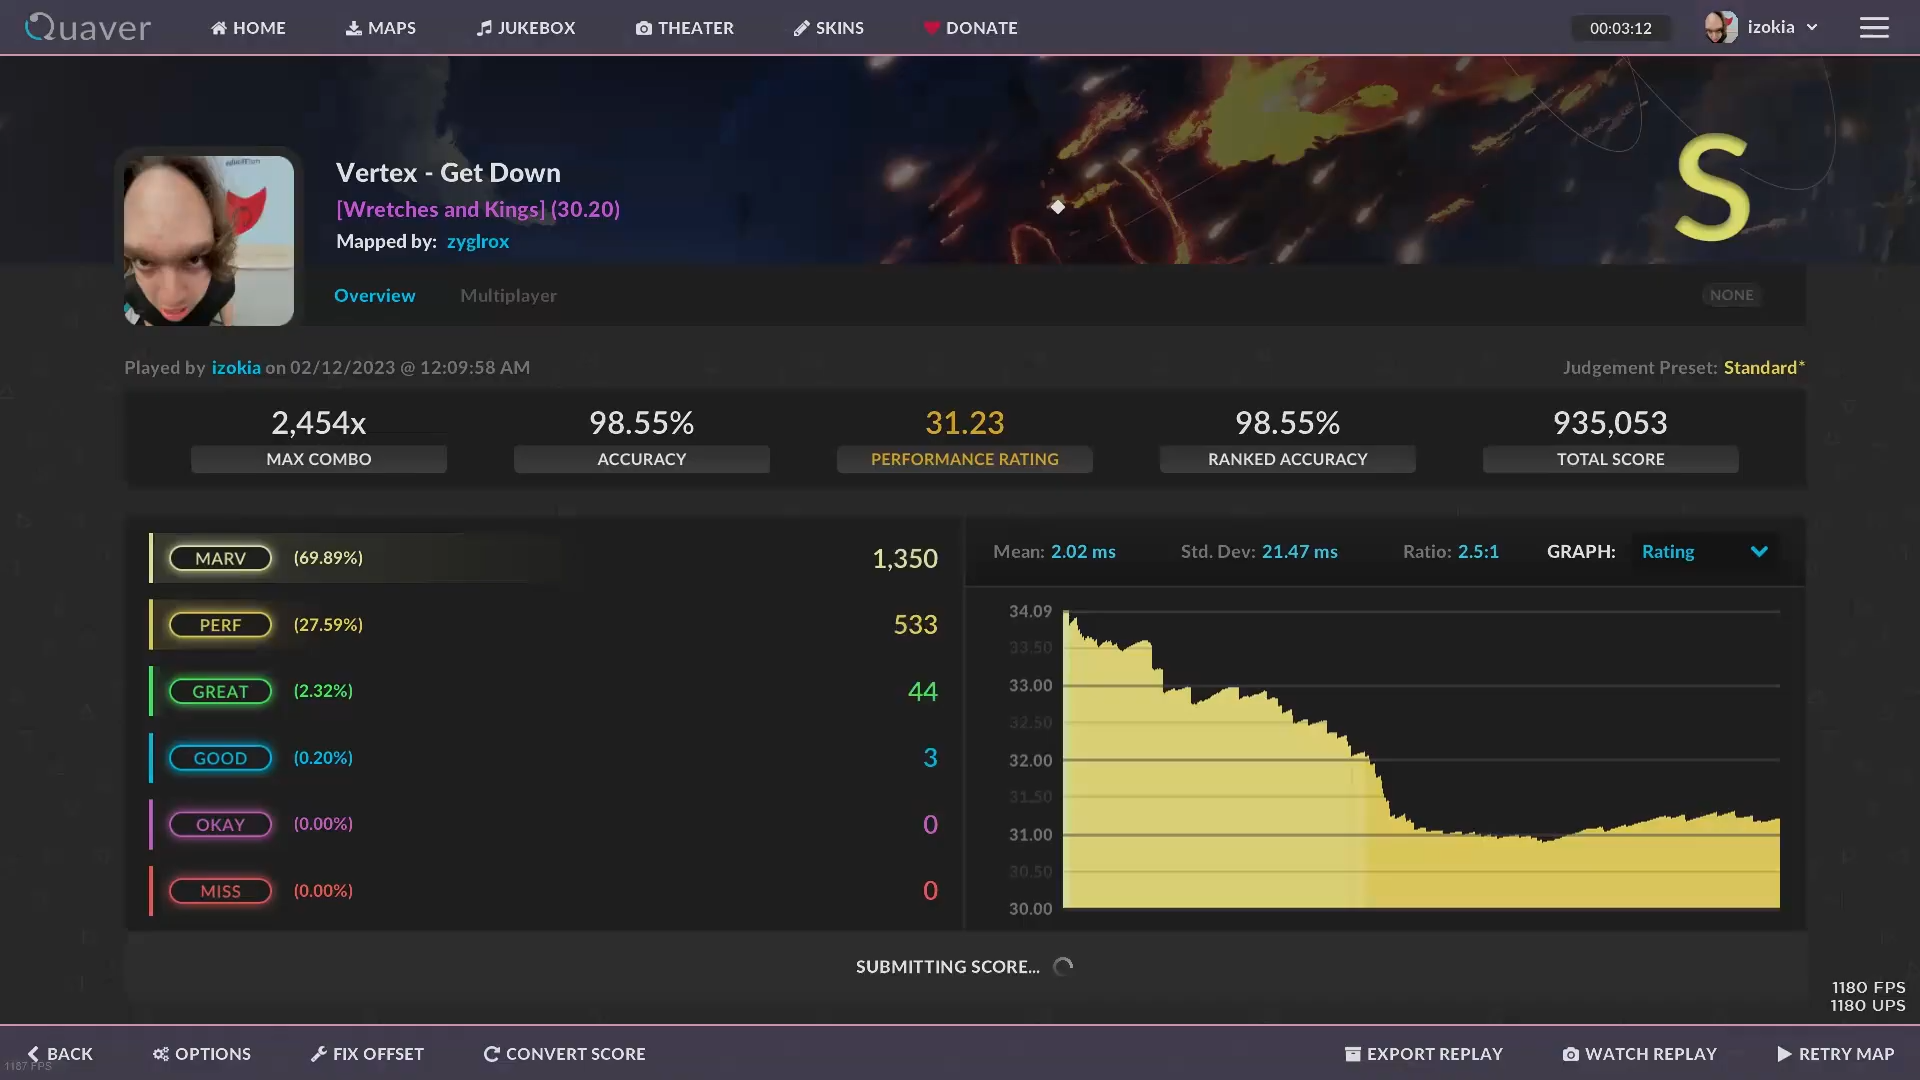 Quaver HOME MAPS JUKEBOX THEATER SKINS DONATE 00:03:12 izokia
Vertex - Get Down
[Wretches and Kings] (30.20)
Mapped by: zyglrox
S
Overview Multiplayer NONE
Played by izokia on 02/12/2023 @ 12:09:58 AM Judgement Preset: Standard*
2,454x 98.55% 31.23 98.55% 935,053
MAX COMBO ACCURACY PERFORMANCE RATING RANKED ACCURACY TOTAL SCORE
MARV (69.89%) 1,350
PERF (27.59%) 533
GREAT (2.32%) 44
GOOD (0.20%) 3
OKAY (0.00%) 0
MISS (0.00%) 0
Mean: 2.02 ms Std. Dev: 21.47 ms Ratio: 2.5:1 GRAPH: Rating
34.09
33.50
33.00
32.50
32.00
31.50
31.00
30.50
30.00
SUBMITTING SCORE...
1180 FPS
1180 UPS
BACK OPTIONS FIX OFFSET CONVERT SCORE EXPORT REPLAY WATCH REPLAY RETRY MAP
1187 FPS